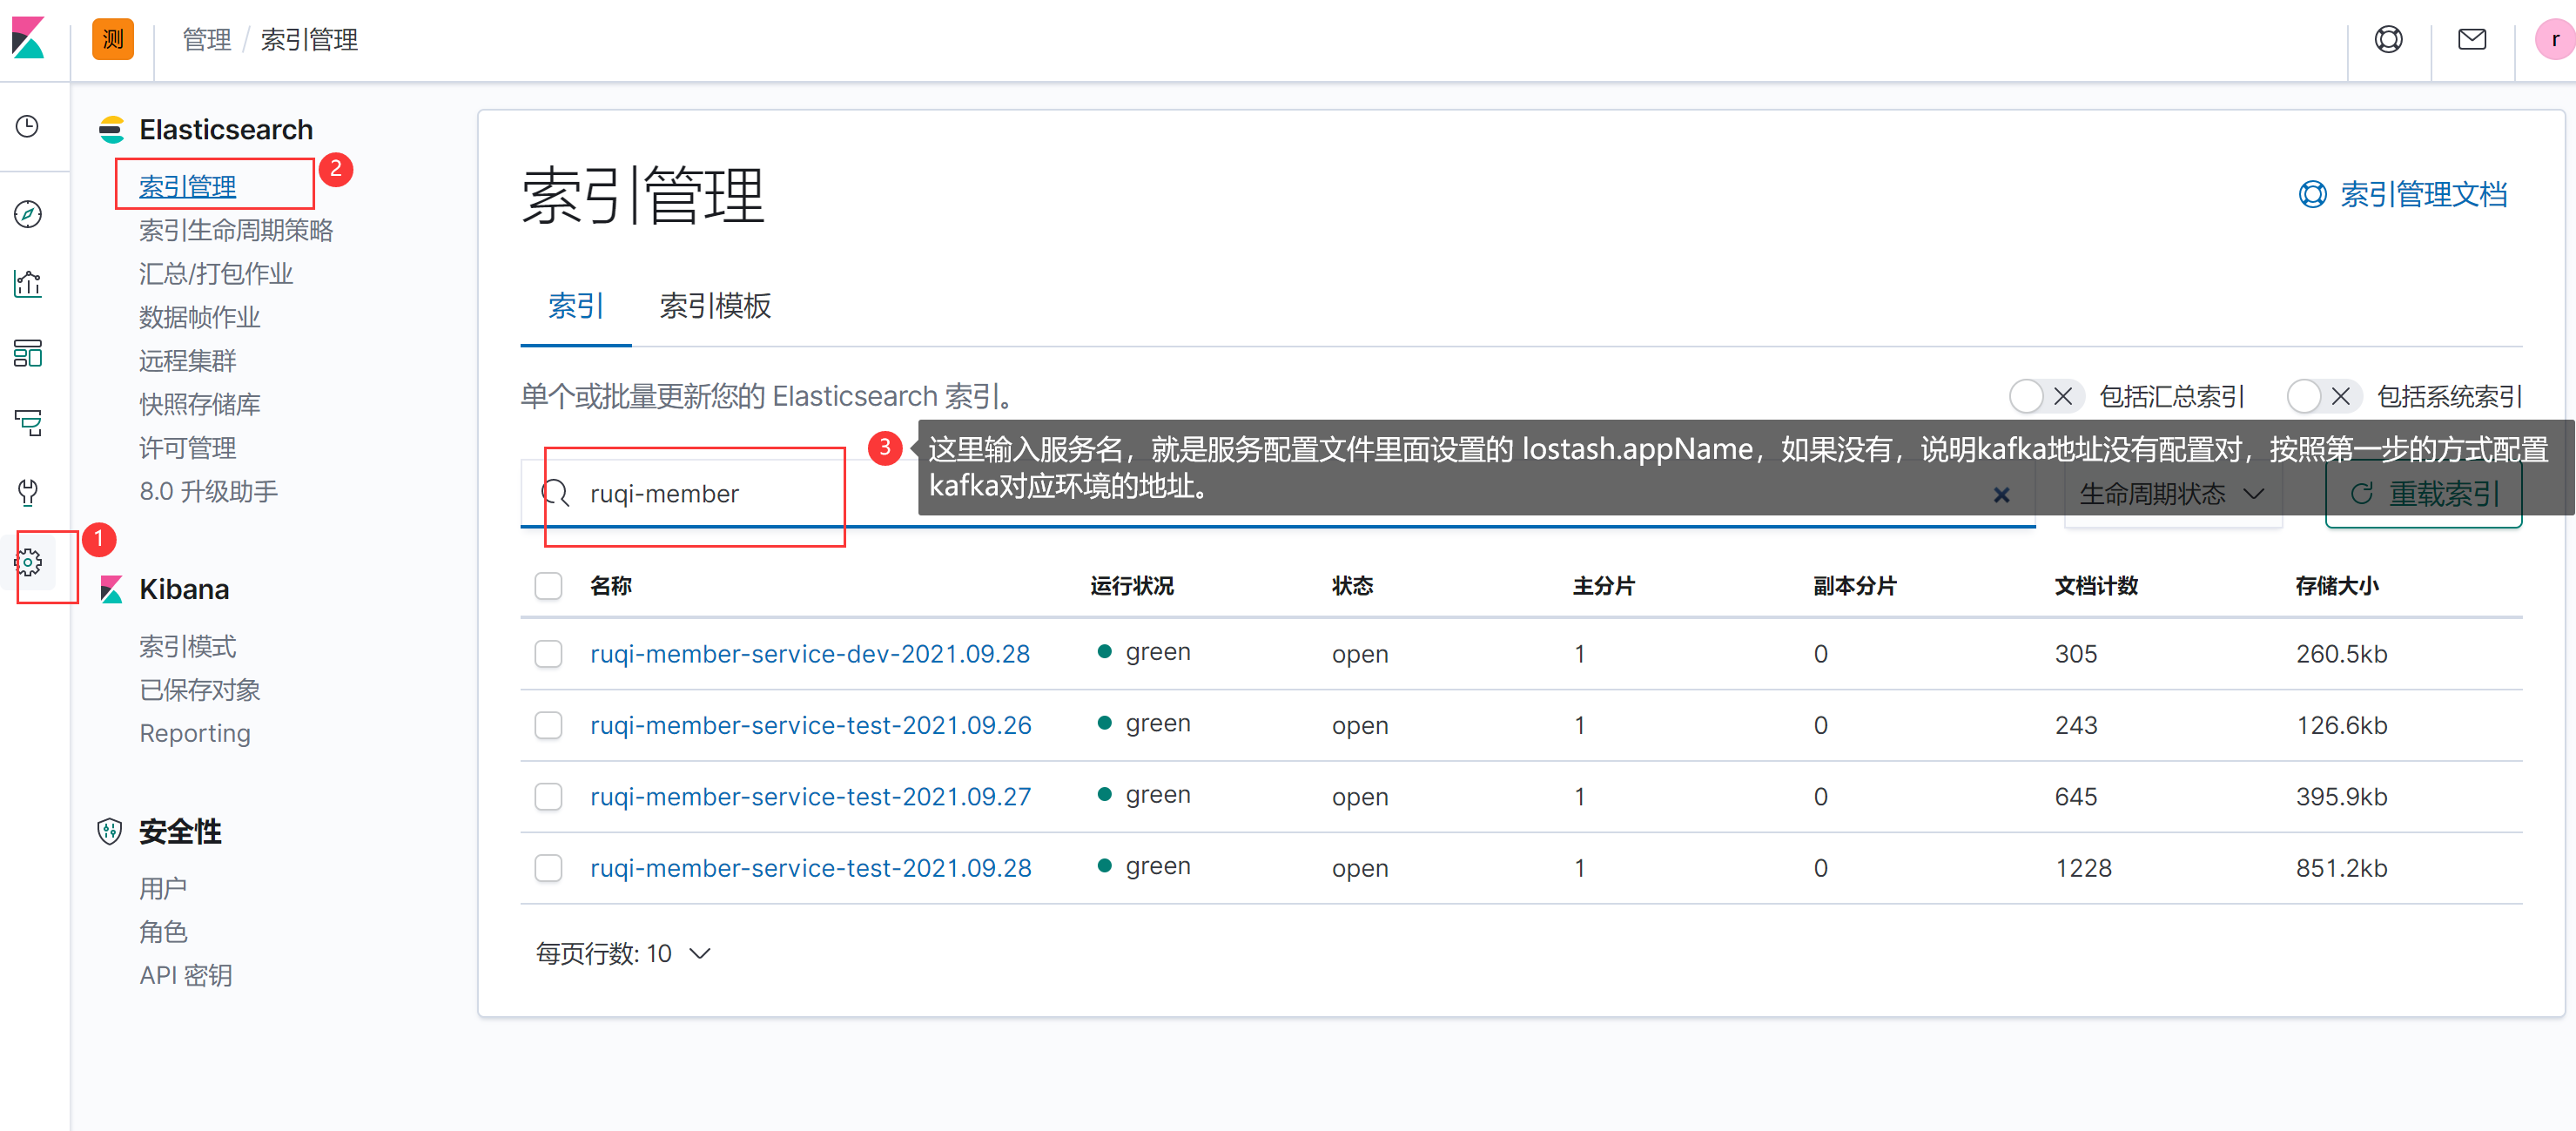 测
管理 / 索引管理
r
Elasticsearch
索引管理
2
索引生命周期策略
汇总/打包作业
数据帧作业
远程集群
快照存储库
许可管理
8.0 升级助手
1
Kibana
索引模式
已保存对象
Reporting
安全性
用户
角色
API 密钥
索引管理
索引管理文档
索引 索引模板
单个或批量更新您的 Elasticsearch 索引。
包括汇总索引 包括系统索引
3
这里输入服务名，就是服务配置文件里面设置的 lostash.appName，如果没有，说明kafka地址没有配置对，按照第一步的方式配置
kafka对应环境的地址。
ruqi-member
生命周期状态
重载索引
名称 运行状况 状态 主分片 副本分片 文档计数 存储大小
ruqi-member-service-dev-2021.09.28 green open 1 0 305 260.5kb
ruqi-member-service-test-2021.09.26 green open 1 0 243 126.6kb
ruqi-member-service-test-2021.09.27 green open 1 0 645 395.9kb
ruqi-member-service-test-2021.09.28 green open 1 0 1228 851.2kb
每页行数: 10